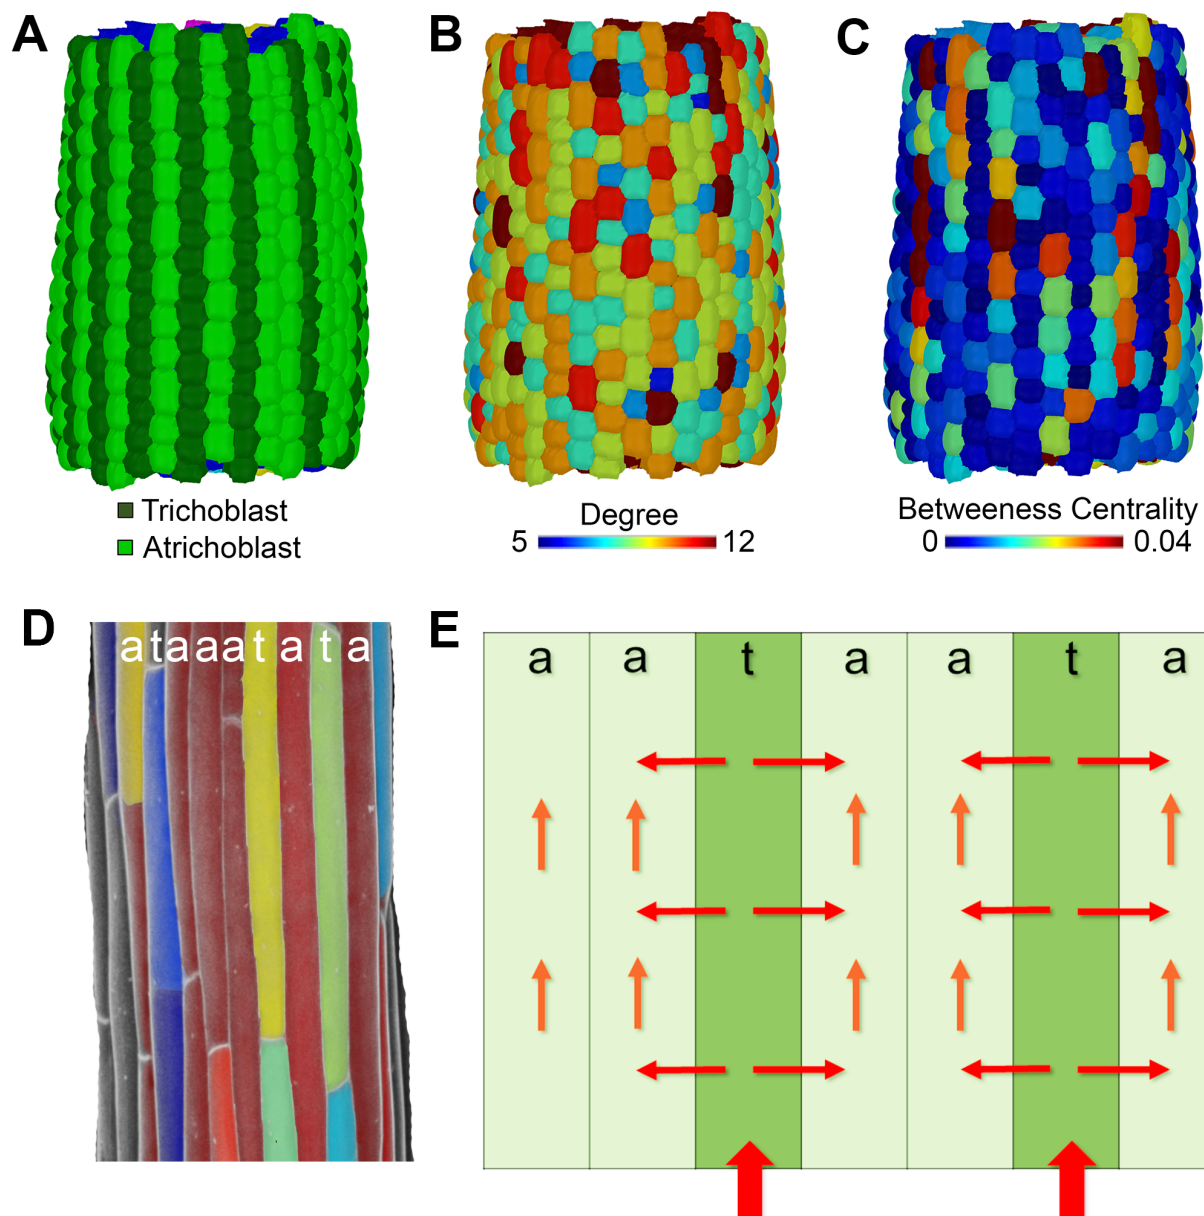 A
B
C
Trichoblast
Atrichoblast
Degree
5 12
Betweeness Centrality
0 0.04
D
a t a a a t a t a
E
a a t a a t a